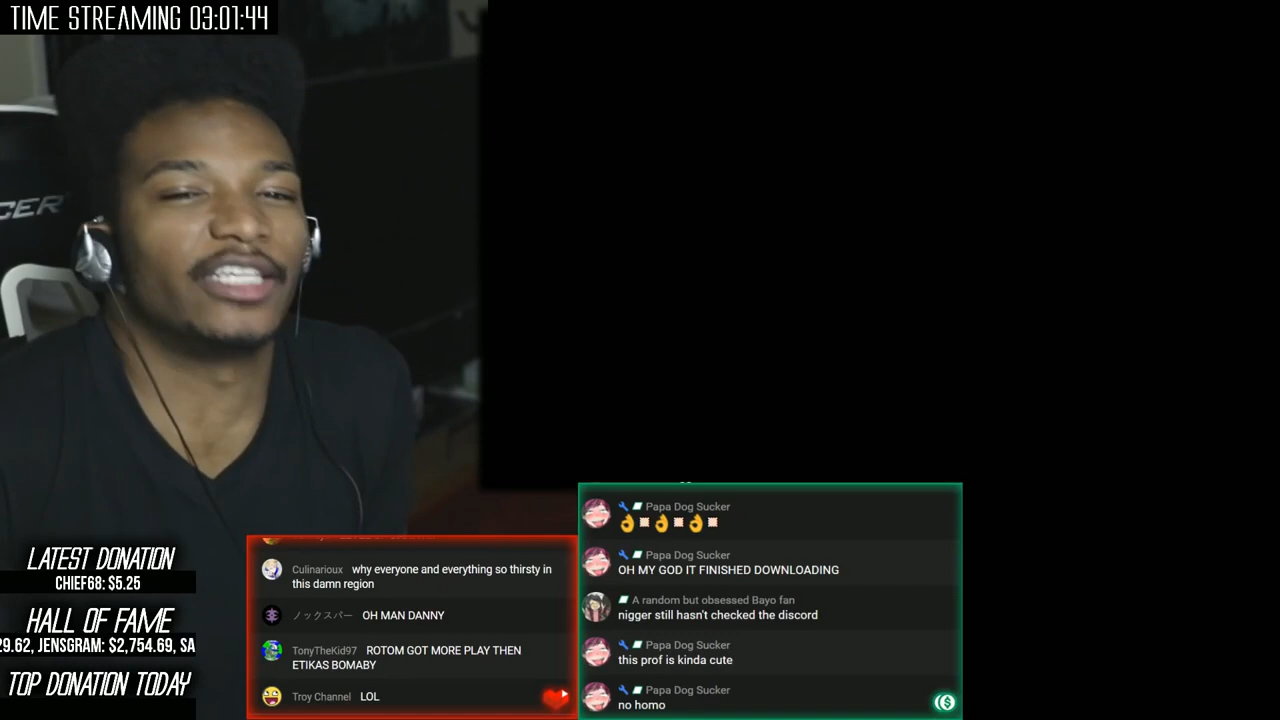 TIME STREAMING 03:01:44
CER
LATEST DONATION
CHIEF68: $5.25
HALL OF FAME
29.62, JENSGRAM: $2,754.69, SA
TOP DONATION TODAY
Culinarioux why everyone and everything so thirsty in
this damn region
ノックスパー OH MAN DANNY
TonyTheKid97 ROTOM GOT MORE PLAY THEN
ETIKAS BOMABY
Troy Channel LOL
Papa Dog Sucker
Papa Dog Sucker
OH MY GOD IT FINISHED DOWNLOADING
A random but obsessed Bayo fan
nigger still hasn't checked the discord
Papa Dog Sucker
this prof is kinda cute
Papa Dog Sucker
no homo